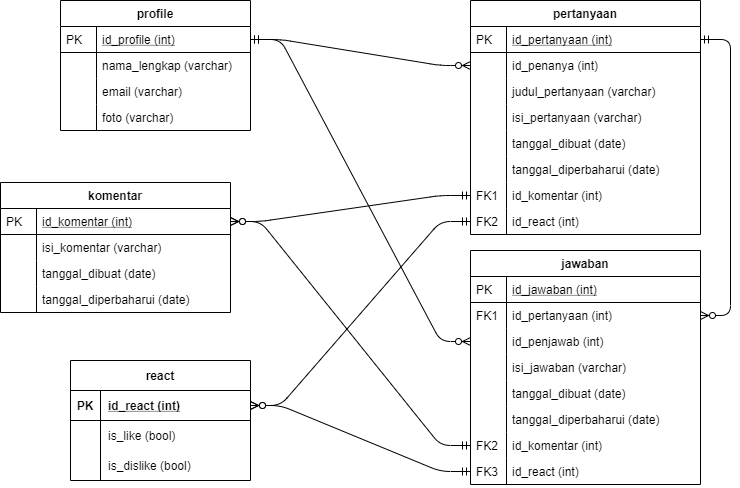 profile
PK id_profile (int)
nama_lengkap (varchar)
email (varchar)
foto (varchar)
pertanyaan
PK id_pertanyaan (int)
id_penanya (int)
judul_pertanyaan (varchar)
isi_pertanyaan (varchar)
tanggal_dibuat (date)
tanggal_diperbaharui (date)
FK1 id_komentar (int)
FK2 id_react (int)
komentar
PK id_komentar (int)
isi_komentar (varchar)
tanggal_dibuat (date)
tanggal_diperbaharui (date)
jawaban
PK id_jawaban (int)
FK1 id_pertanyaan (int)
id_penjawab (int)
isi_jawaban (varchar)
tanggal_dibuat (date)
tanggal_diperbaharui (date)
FK2 id_komentar (int)
FK3 id_react (int)
react
PK id_react (int)
is_like (bool)
is_dislike (bool)